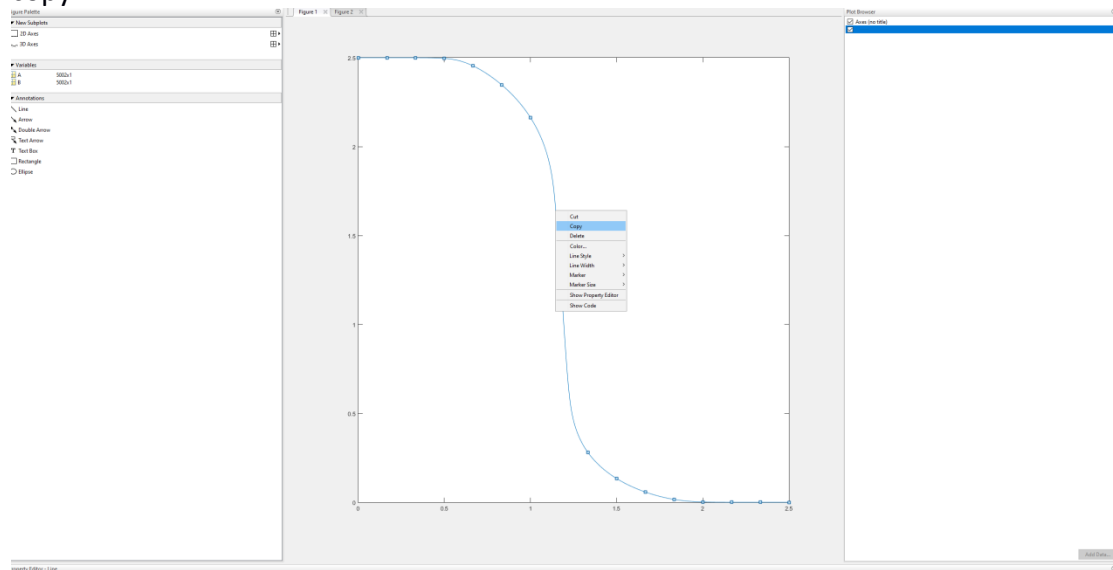 copy
Figure Palette
New Subplots
2D Axes
3D Axes
Variables
A 5002x1
B 5002x1
Annotations
Line
Arrow
Double Arrow
Text Arrow
T Text Box
Rectangle
Ellipse
Figure 1 × Figure 2 ×
2.5
2
1.5
1
0.5
0
0 0.5 1 1.5 2 2.5
Cut
Copy
Delete
Color...
Line Style
Line Width
Marker
Marker Size
Show Property Editor
Show Code
Plot Browser
Axes (no title)
Add Data...
Property Editor - Line